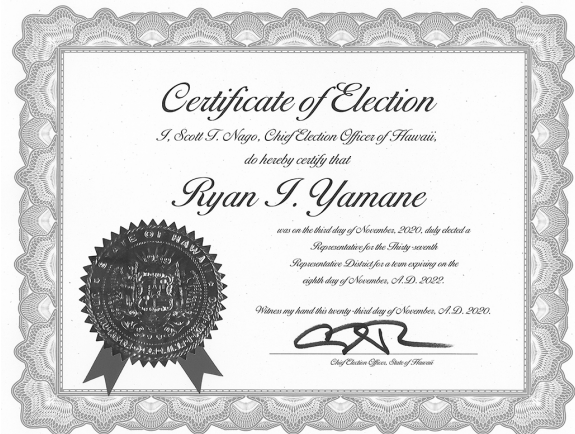 Certificate of Election
I, Scott T. Nago, Chief Election Officer of Hawaii,
do hereby certify that
Ryan I. Yamane
was on the third day of November, 2020, duly elected a
Representative for the Thirty-seventh
Representative District for a term expiring on the
eighth day of November, A.D. 2022.
Witness my hand this twenty-third day of November, A.D. 2020.
Chief Election Officer, State of Hawaii